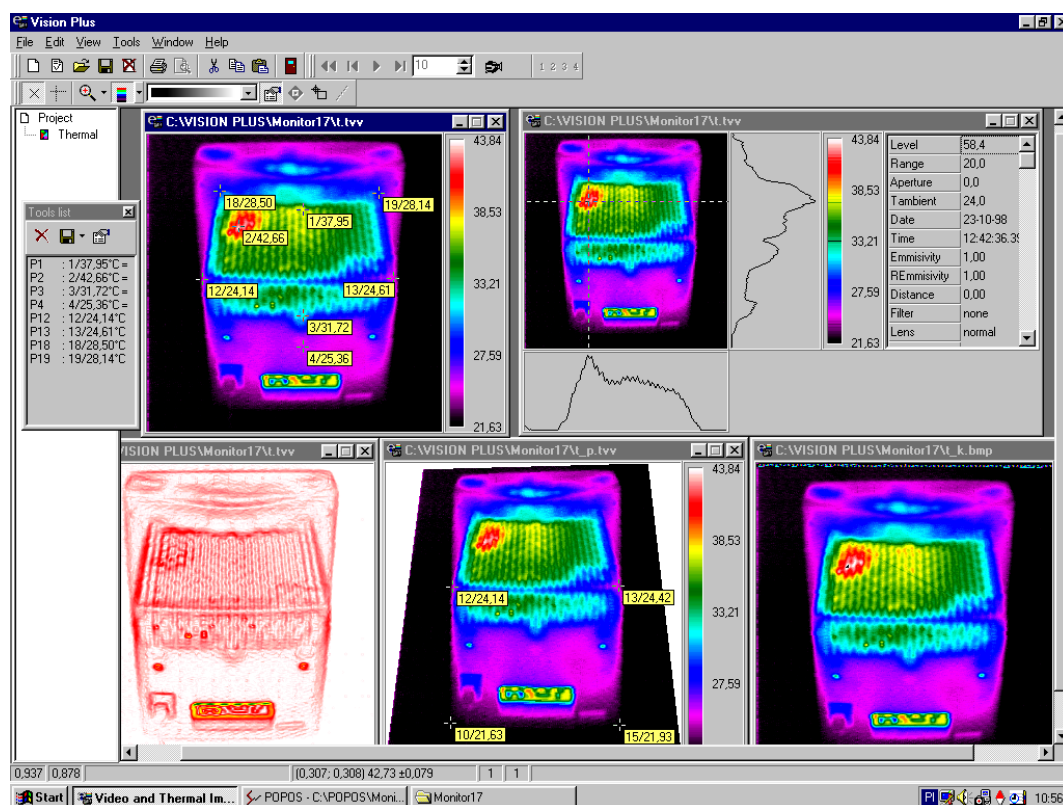 Vision Plus
File Edit View Tools Window Help
10
1 2 3 4
Project
Thermal
Tools list
P1 : 1/37,95°C =
P2 : 2/42,66°C =
P3 : 3/31,72°C =
P4 : 4/25,36°C =
P12 : 12/24,14°C
P13 : 13/24,61°C
P18 : 18/28,50°C
P19 : 19/28,14°C
C:\VISION PLUS\Monitor17\t.tvv
18/28,50
19/28,14
1/37,95
2/42,66
12/24,14
13/24,61
3/31,72
4/25,36
43,84
38,53
33,21
27,59
21,63
C:\VISION PLUS\Monitor17\t.tvv
43,84
38,53
33,21
27,59
21,63
Level 58,4
Range 20,0
Aperture 0,0
Tambient 24,0
Date 23-10-98
Time 12:42:36.39
Emmisivity 1,00
REmmisivity 1,00
Distance 0,00
Filter none
Lens normal
VISION PLUS\Monitor17\t.tvv
C:\VISION PLUS\Monitor17\t_p.tvv
12/24,14
13/24,42
10/21,63
15/21,93
43,84
38,53
33,21
27,59
C:\VISION PLUS\Monitor17\t_k.bmp
0,937 0,878 (0,307; 0,308) 42,73 ±0,079 1 1
Start Video and Thermal Im... POPOS - C:\POPOS\Moni... Monitor17 Pl 10:58